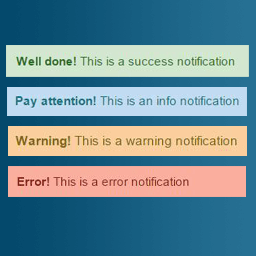 Well done! This is a success notification
Pay attention! This is an info notification
Warning! This is a warning notification
Error! This is a error notification